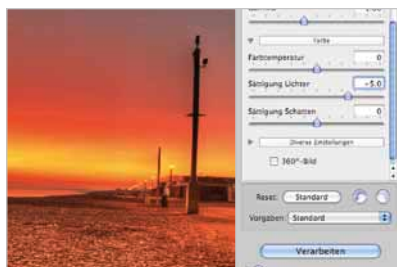 Farbe
Farbtemperatur 0
Sättigung Lichter -5.0
Sättigung Schatten 0
Diverse Einstellungen
360°-Bild
Reset: Standard
Vorgaben: Standard
Verarbeiten